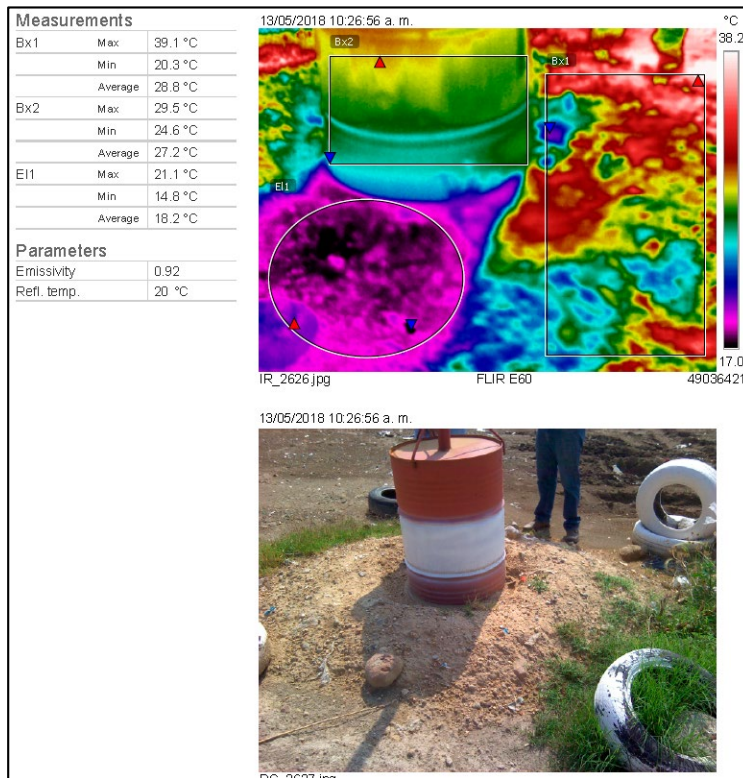 Measurements
Bx1 Max 39.1 °C
Min 20.3 °C
Average 28.8 °C
Bx2 Max 29.5 °C
Min 24.6 °C
Average 27.2 °C
El1 Max 21.1 °C
Min 14.8 °C
Average 18.2 °C
Parameters
Emissivity 0.92
Refl. temp. 20 °C
13/05/2018 10:26:56 a. m.
°C
38.2
Bx2
Bx1
El1
17.0
IR_2626.jpg FLIR E60 49036421
13/05/2018 10:26:56 a. m.
DC_2627.jpg